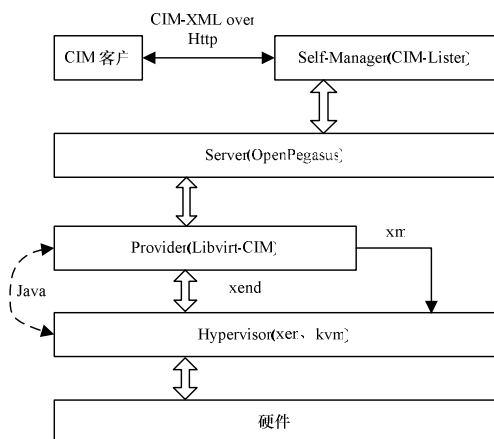 CIM-XML over
Http
CIM 客户
Self-Manager(CIM-Lister)
Server(OpenPegasus)
Provider(Libvirt-CIM)
xm
Java
xend
Hypervisor(xer、kvm)
硬件